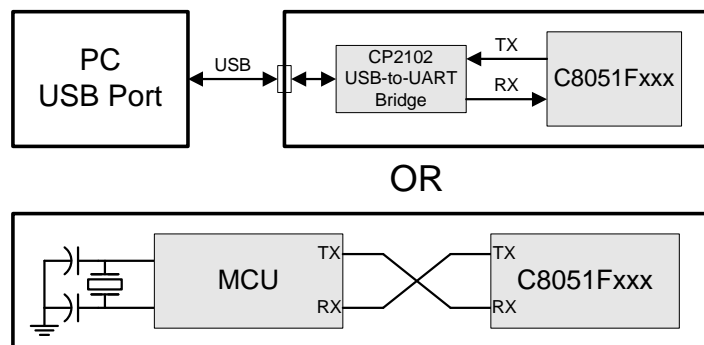 PC
USB Port
USB
CP2102
USB-to-UART
Bridge
TX
RX
C8051Fxxx
OR
MCU
TX
RX
TX
RX
C8051Fxxx